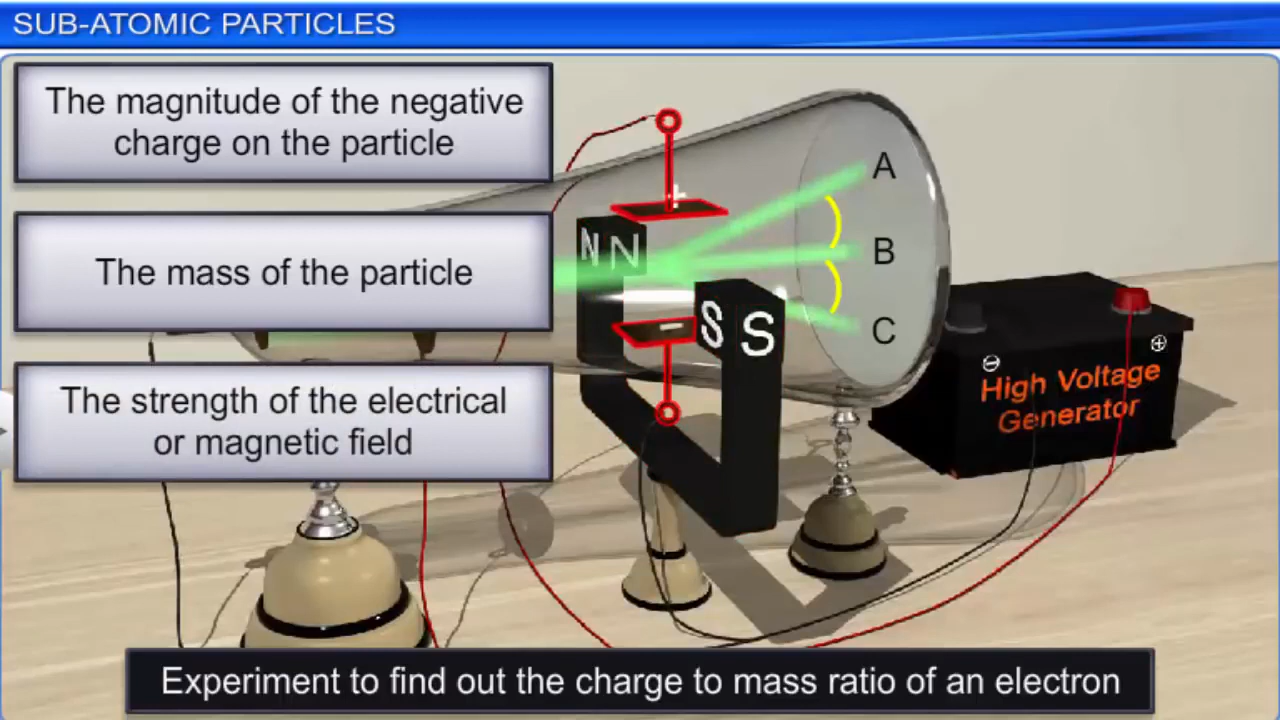 SUB-ATOMIC PARTICLES
The magnitude of the negative
charge on the particle
The mass of the particle
The strength of the electrical
or magnetic field
+
A
N N
B
− S S
C
⊖ ⊕
High Voltage
Generator
Experiment to find out the charge to mass ratio of an electron